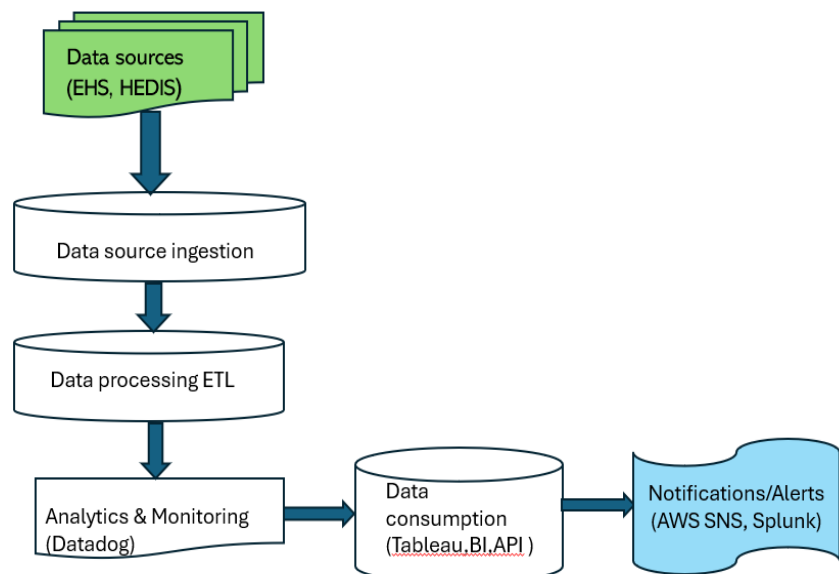 Data sources
(EHS, HEDIS)
Data source ingestion
Data processing ETL
Analytics & Monitoring
(Datadog)
Data
consumption
(Tableau,BI,API )
Notifications/Alerts
(AWS SNS, Splunk)